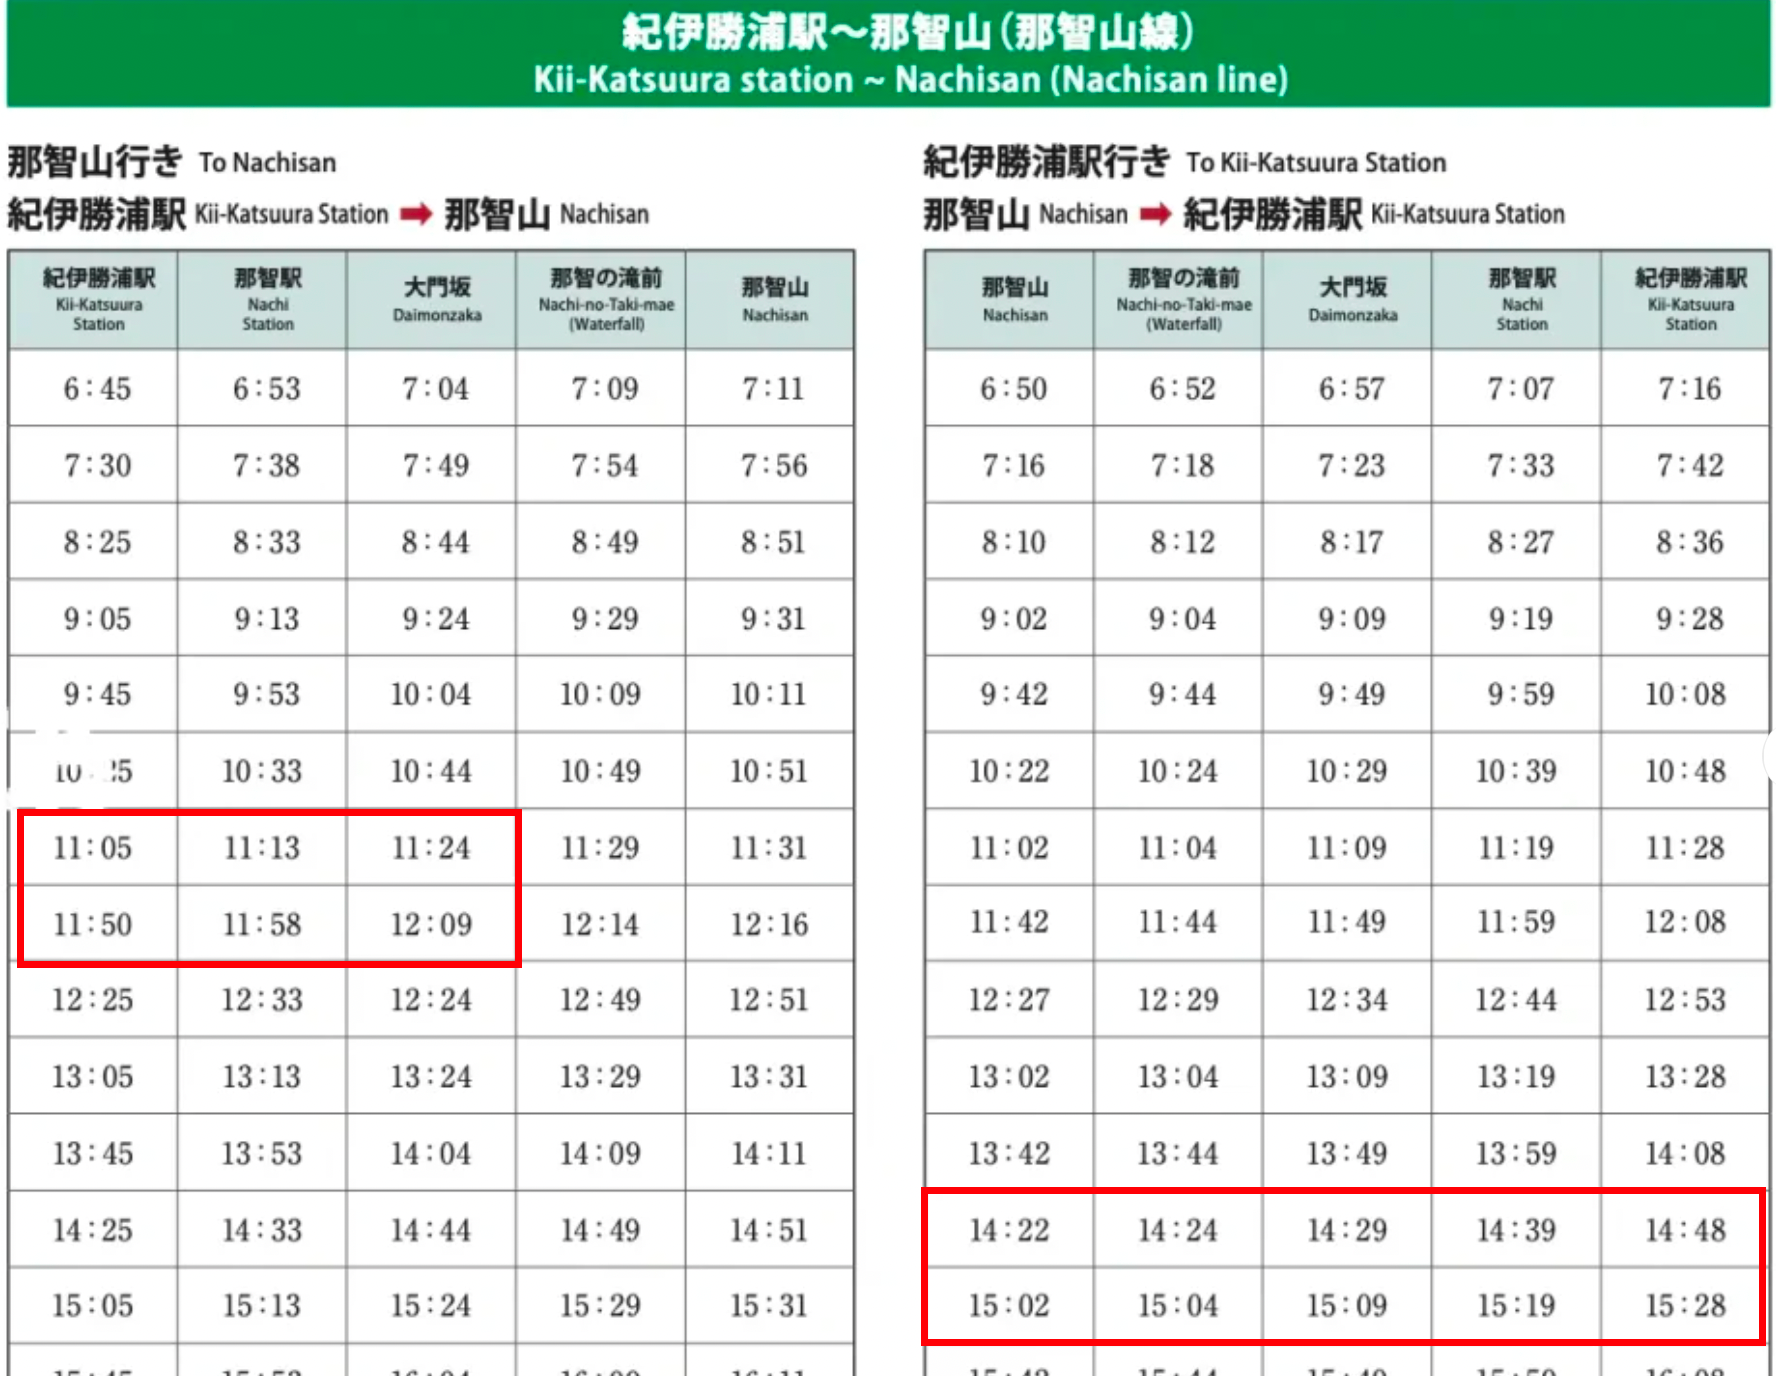 紀伊勝浦駅～那智山（那智山線）
Kii-Katsuura station ~ Nachisan (Nachisan line)
那智山行き To Nachisan
紀伊勝浦駅 Kii-Katsuura Station ➡ 那智山 Nachisan
紀伊勝浦駅 那智駅 大門坂 那智の滝前 那智山
Kii-Katsuura Station Nachi Station Daimonzaka Nachi-no-Taki-mae (Waterfall) Nachisan
6:45 6:53 7:04 7:09 7:11
7:30 7:38 7:49 7:54 7:56
8:25 8:33 8:44 8:49 8:51
9:05 9:13 9:24 9:29 9:31
9:45 9:53 10:04 10:09 10:11
10:33 10:44 10:49 10:51
11:05 11:13 11:24 11:29 11:31
11:50 11:58 12:09 12:14 12:16
12:25 12:33 12:24 12:49 12:51
13:05 13:13 13:24 13:29 13:31
13:45 13:53 14:04 14:09 14:11
14:25 14:33 14:44 14:49 14:51
15:05 15:13 15:24 15:29 15:31
紀伊勝浦駅行き To Kii-Katsuura Station
那智山 Nachisan ➡ 紀伊勝浦駅 Kii-Katsuura Station
那智山 那智の滝前 大門坂 那智駅 紀伊勝浦駅
Nachisan Nachi-no-Taki-mae (Waterfall) Daimonzaka Nachi Station Kii-Katsuura Station
6:50 6:52 6:57 7:07 7:16
7:16 7:18 7:23 7:33 7:42
8:10 8:12 8:17 8:27 8:36
9:02 9:04 9:09 9:19 9:28
9:42 9:44 9:49 9:59 10:08
10:22 10:24 10:29 10:39 10:48
11:02 11:04 11:09 11:19 11:28
11:42 11:44 11:49 11:59 12:08
12:27 12:29 12:34 12:44 12:53
13:02 13:04 13:09 13:19 13:28
13:42 13:44 13:49 13:59 14:08
14:22 14:24 14:29 14:39 14:48
15:02 15:04 15:09 15:19 15:28